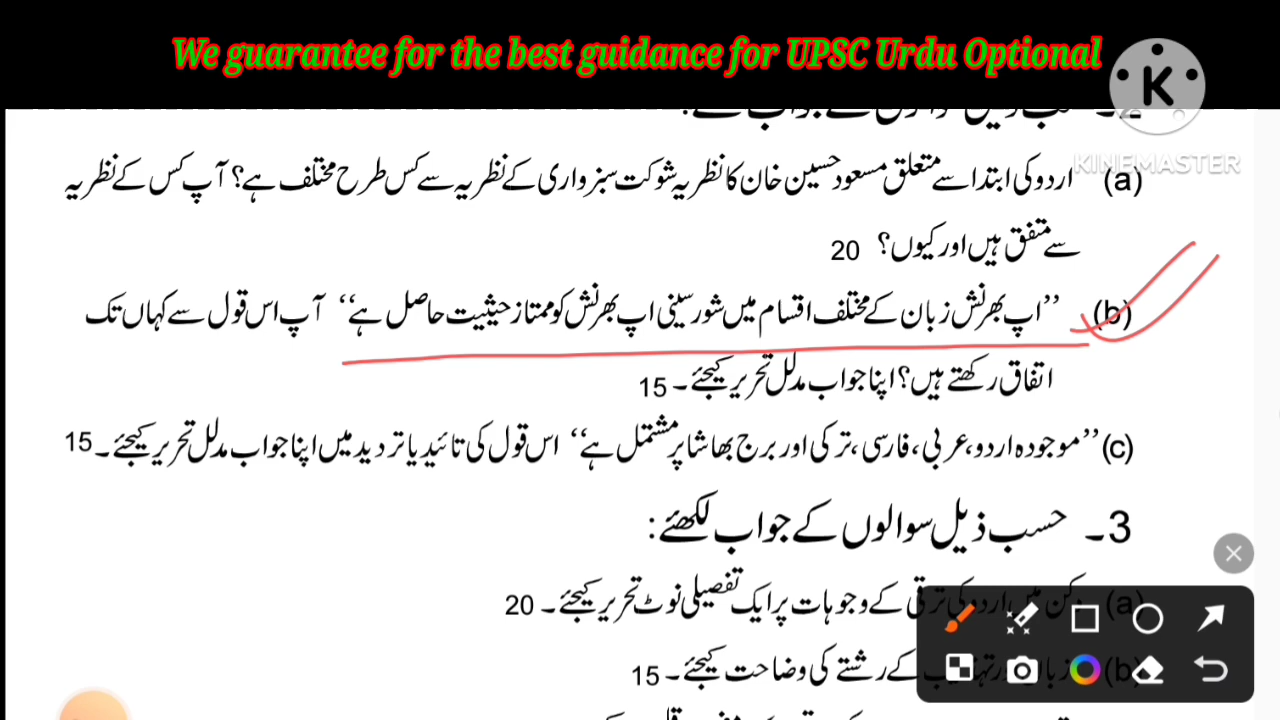 We guarantee for the best guidance for UPSC Urdu Optional
K
KINEMASTER
2۔
(a) اردو کی ابتدا سے متعلق مسعود حسین خان کا نظریہ شوکت سبزواری کے نظریہ سے کس طرح مختلف ہے؟ آپ کس کے نظریہ
سے متفق ہیں اور کیوں؟ 20
(b) ”اپ بھرنش زبان کے مختلف اقسام میں شورسینی اپ بھرنش کو ممتاز حیثیت حاصل ہے“ آپ اس قول سے کہاں تک
اتفاق رکھتے ہیں؟ اپنا جواب مدلل تحریر کیجئے۔ 15
(c) ”موجودہ اردو، عربی، فارسی، ترکی اور برج بھاشا پر مشتمل ہے“ اس قول کی تائید یا تردید میں اپنا جواب مدلل تحریر کیجئے۔ 15
3۔ حسب ذیل سوالوں کے جواب لکھئے:
(a) دکن میں اردو کی ترقی کے وجوہات پر ایک تفصیلی نوٹ تحریر کیجئے۔ 20
(b) زبان کے رشتے کی وضاحت کیجئے۔ 15